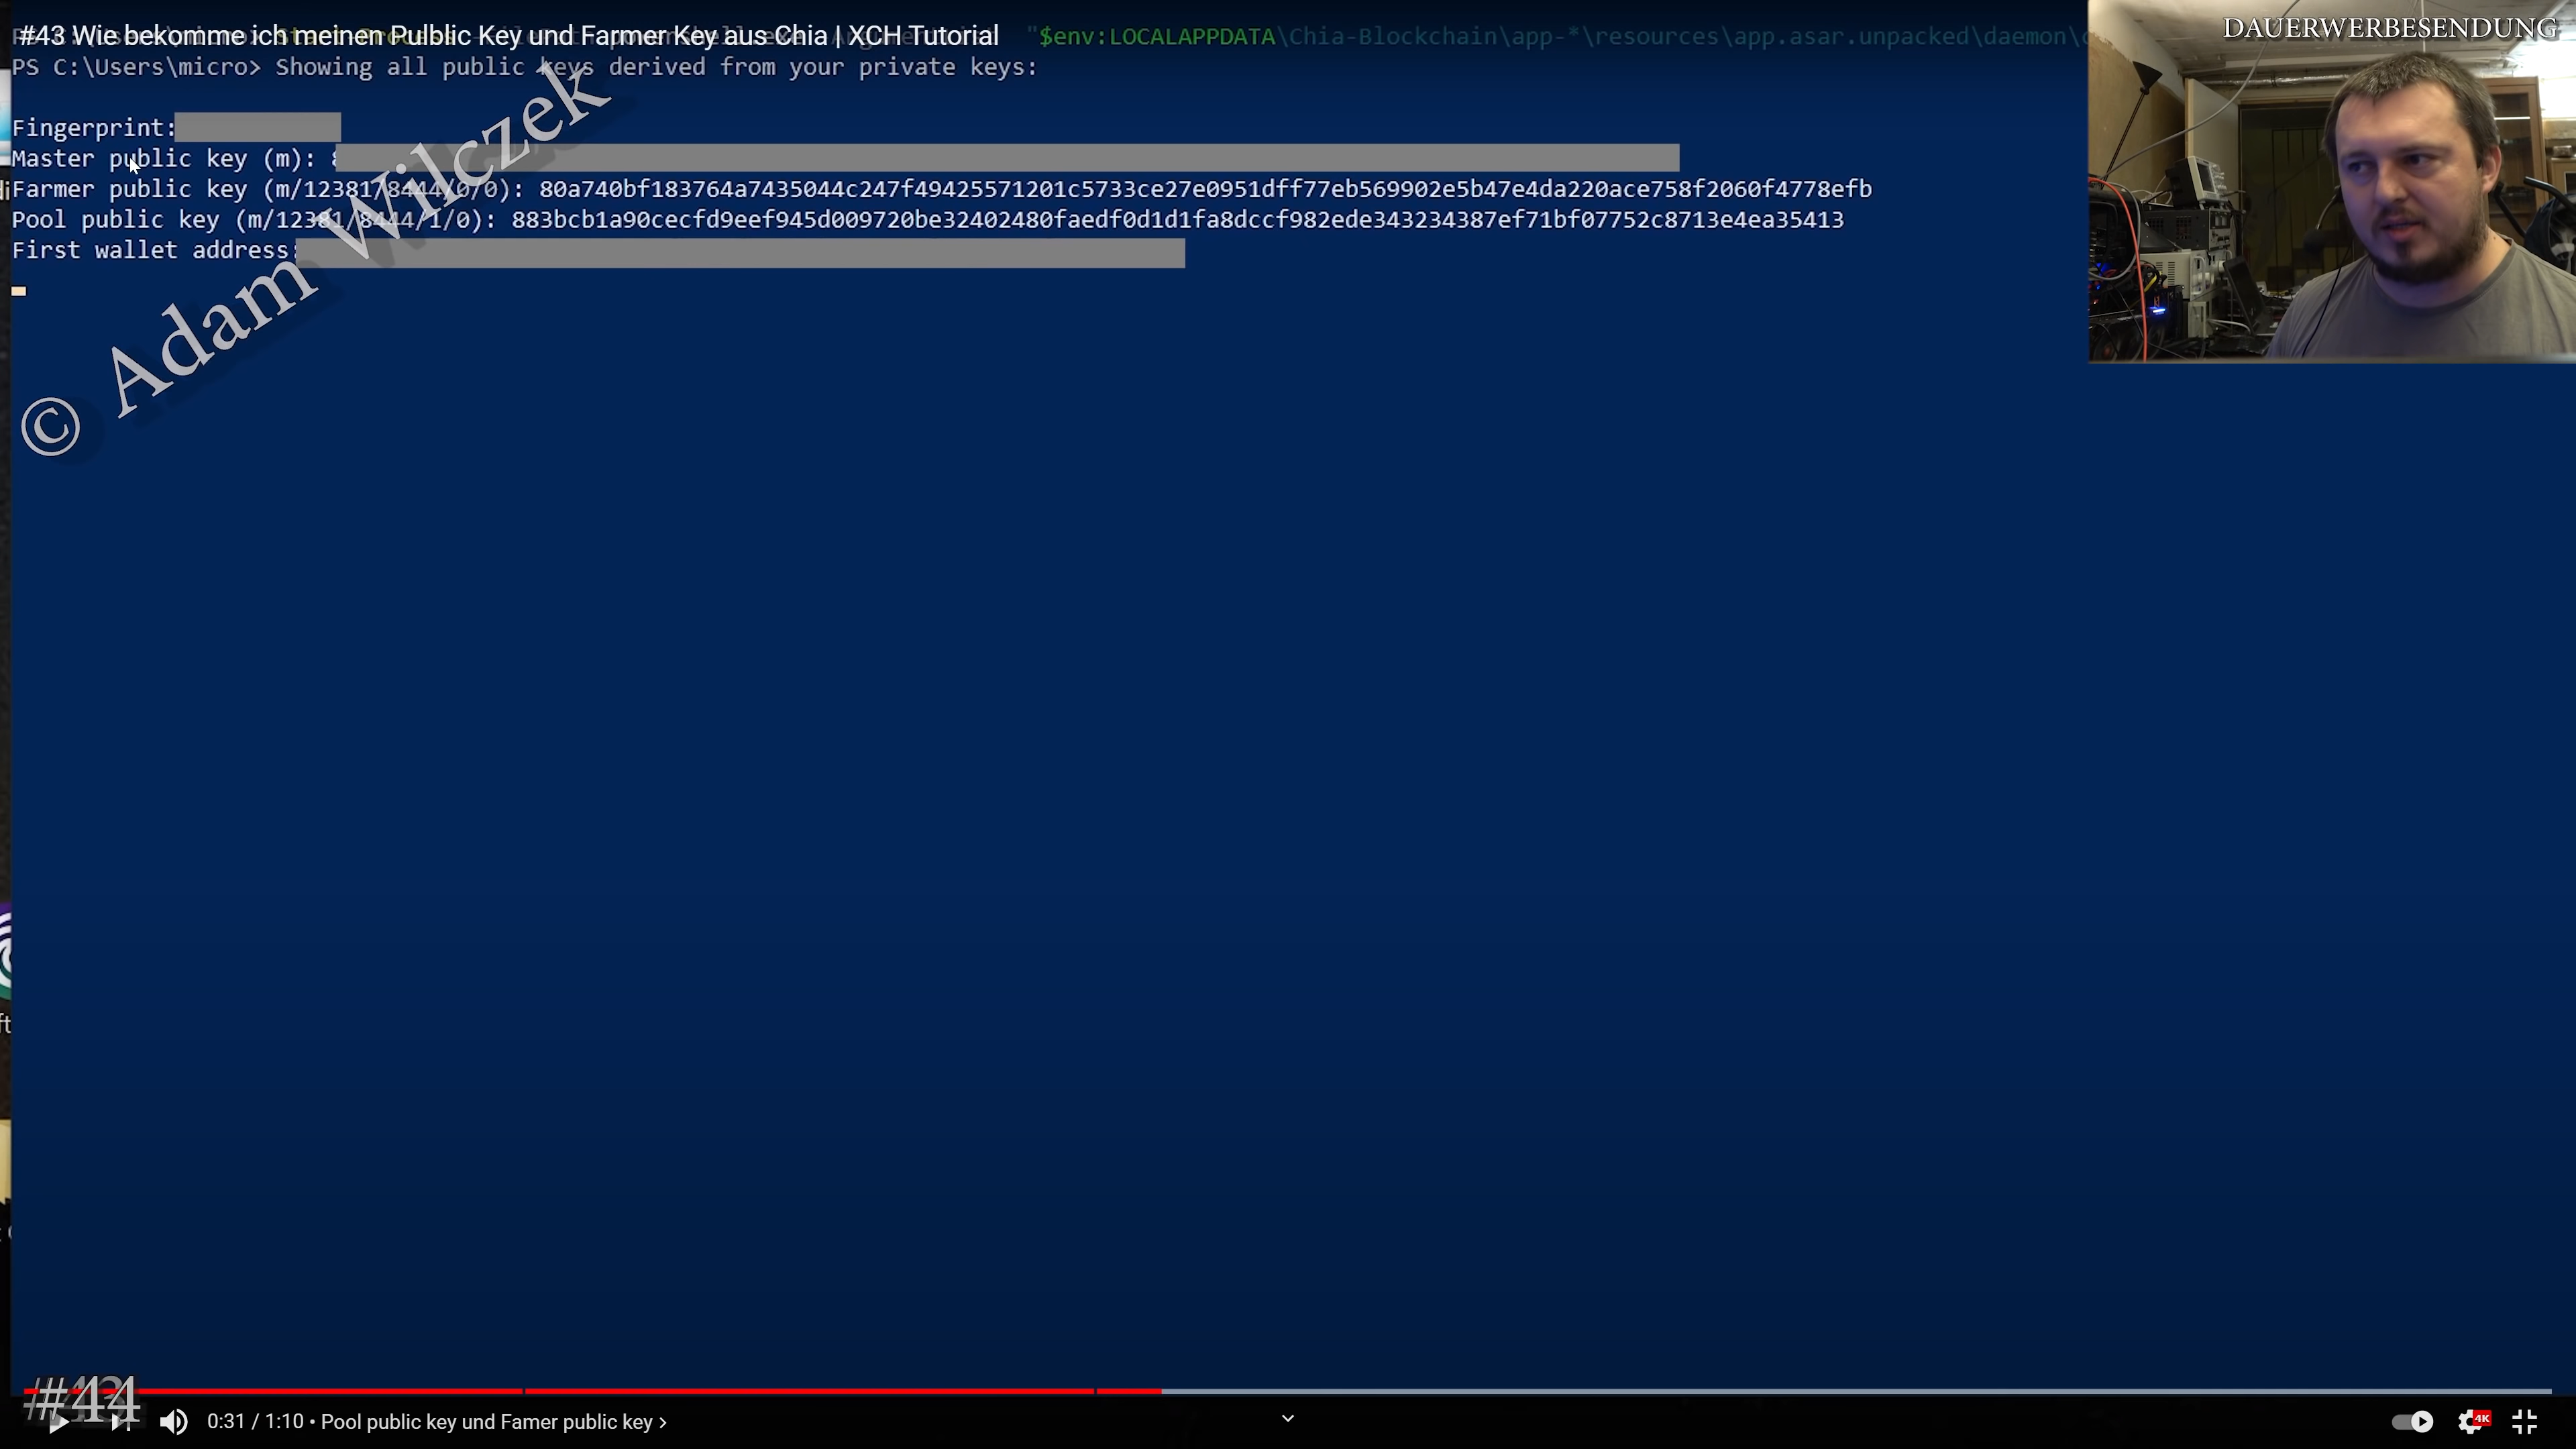 #43 Wie bekomme ich meinen Pulblic Key und Farmer Key aus Chia | XCH Tutorial
"$env:LOCALAPPDATA\Chia-Blockchain\app-*\resources\app.asar.unpacked\daemon\
DAUERWERBESENDUNG
PS C:\Users\micro> Showing all public keys derived from your private keys:
Fingerprint:
Master public key (m):
Farmer public key (m/12381/8444/0/0): 80a740bf183764a7435044c247f49425571201c5733ce27e0951dff77eb569902e5b47e4da220ace758f2060f4778efb
Pool public key (m/12381/8444/1/0): 883bcb1a90cecfd9eef945d009720be32402480faedf0d1d1fa8dccf982ede343234387ef71bf07752c8713e4ea35413
First wallet address:
© Adam Wilczek
0:31 / 1:10 • Pool public key und Famer public key >
4K